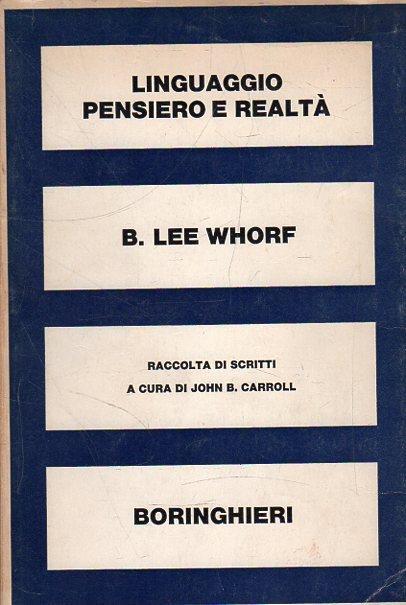 LINGUAGGIO
PENSIERO E REALTÀ
B. LEE WHORF
RACCOLTA DI SCRITTI
A CURA DI JOHN B. CARROLL
BORINGHIERI